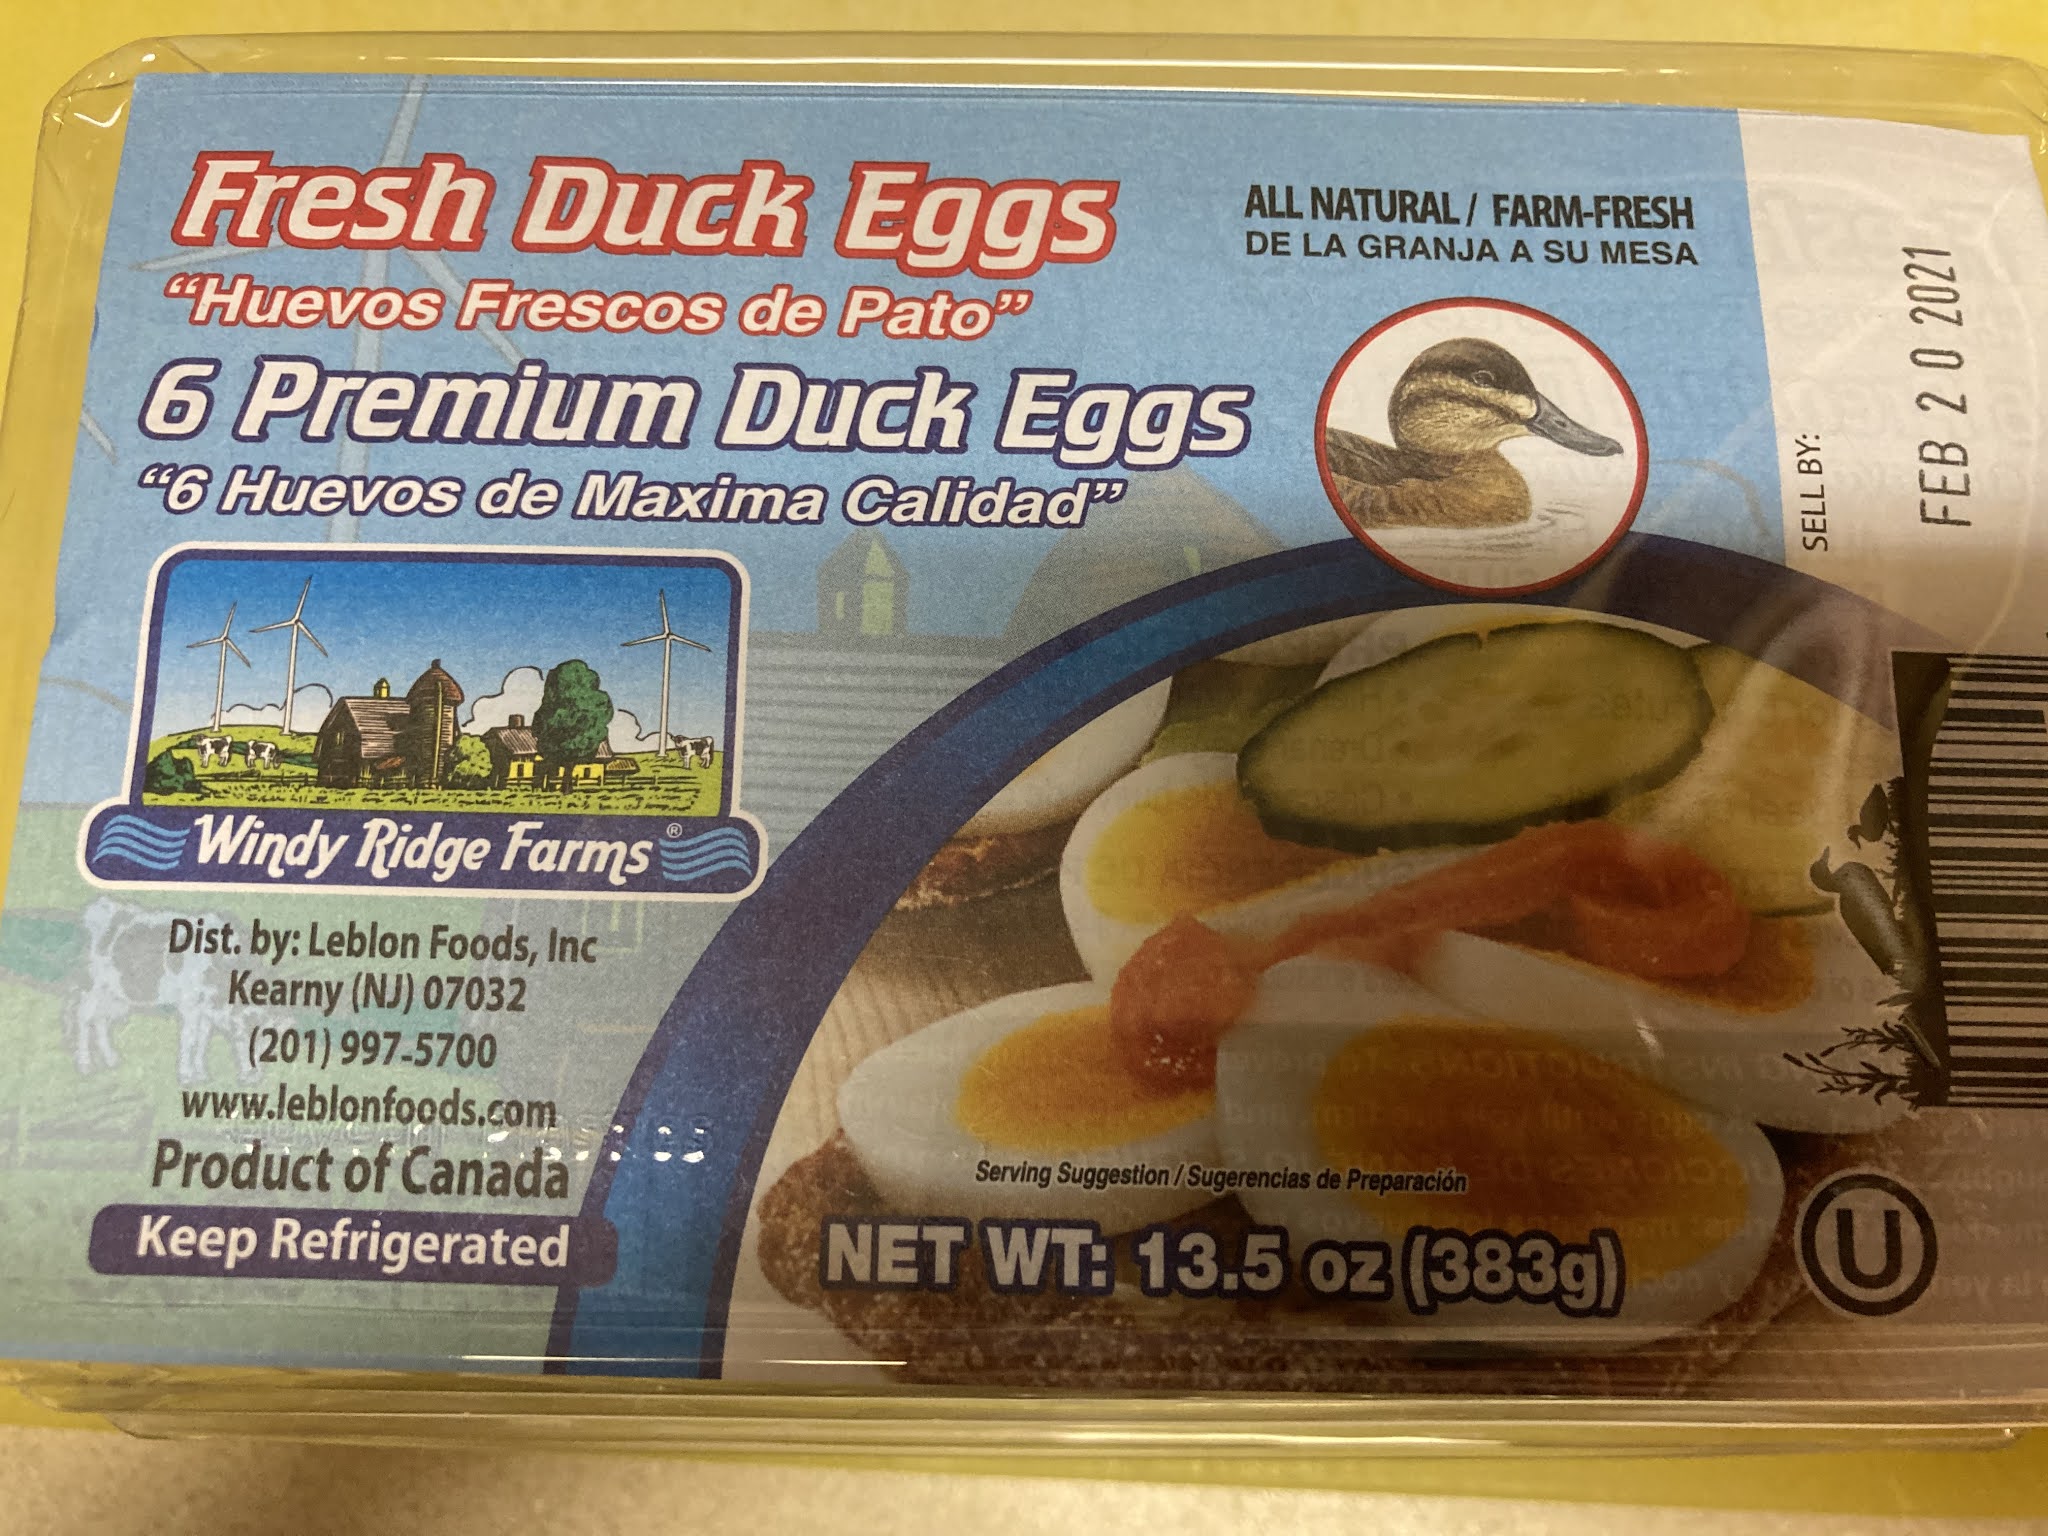 Fresh Duck Eggs
“Huevos Frescos de Pato”
6 Premium Duck Eggs
“6 Huevos de Maxima Calidad”
ALL NATURAL / FARM-FRESH
DE LA GRANJA A SU MESA
SELL BY:
FEB 20 2021
Windy Ridge Farms®
Dist. by: Leblon Foods, Inc
Kearny (NJ) 07032
(201) 997-5700
www.leblonfoods.com
Product of Canada
Keep Refrigerated
Serving Suggestion / Sugerencias de Preparación
NET WT: 13.5 oz (383g)
U